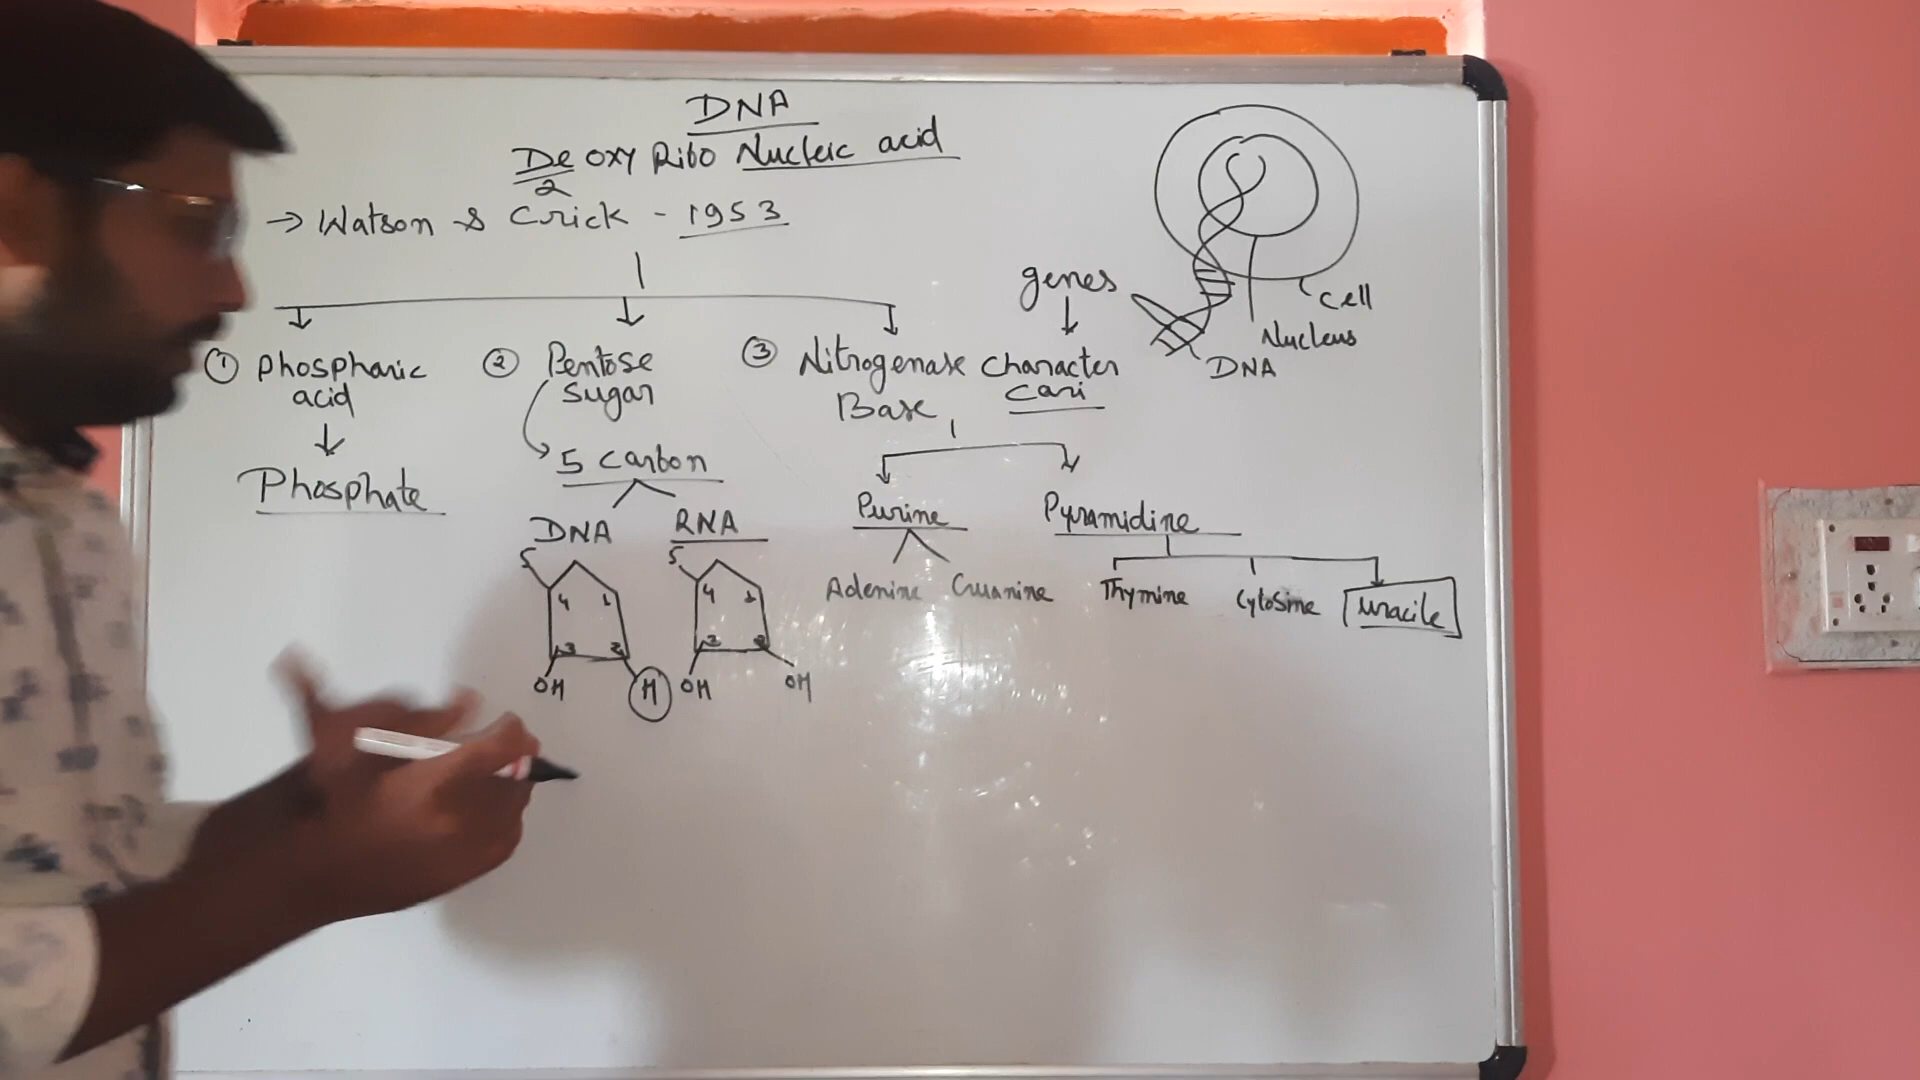 DNA
De oxy Ribo Nucleic acid
2
→ Watson & Crick - 1953
genes
cell
Nucleus
DNA
① Phosphoric
acid
Phosphate
② Pentose
sugar
5 carbon
DNA
RNA
5
4
1
3
2
OH
H
5
4
1
3
2
OH
OH
③ Nitrogenase
Base
character
cari
Purine
Pyramidine
Adenine
Guanine
Thymine
Cytosine
uracile